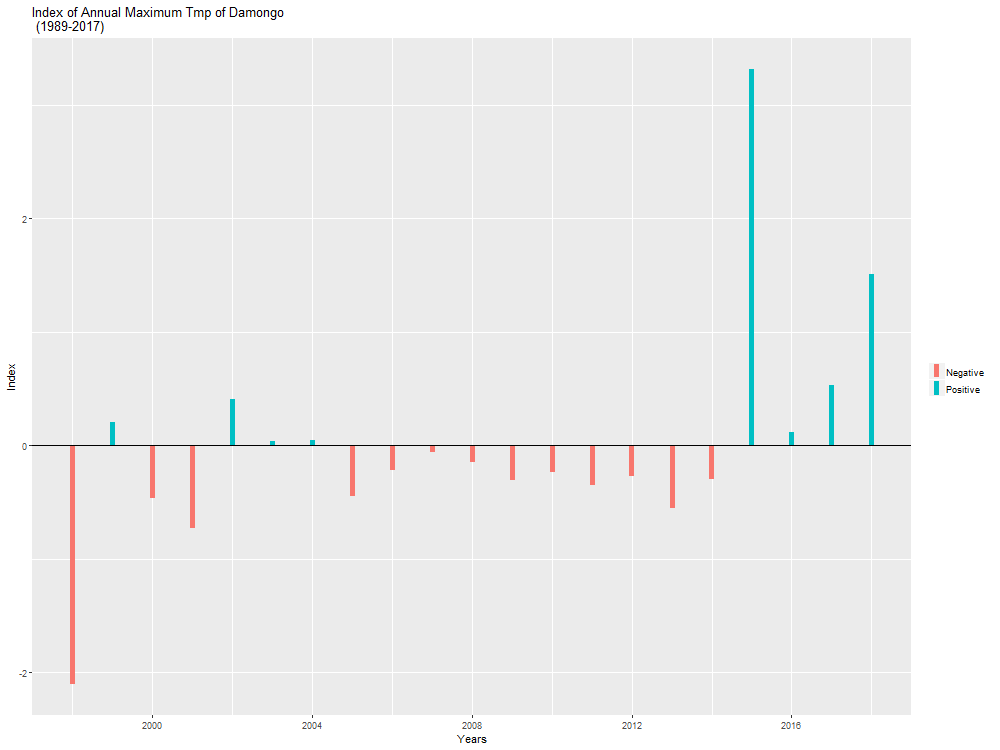 Index of Annual Maximum Tmp of Damongo
(1989-2017)
2
0
-2
Index
2000
2004
2008
2012
2016
Years
Negative
Positive